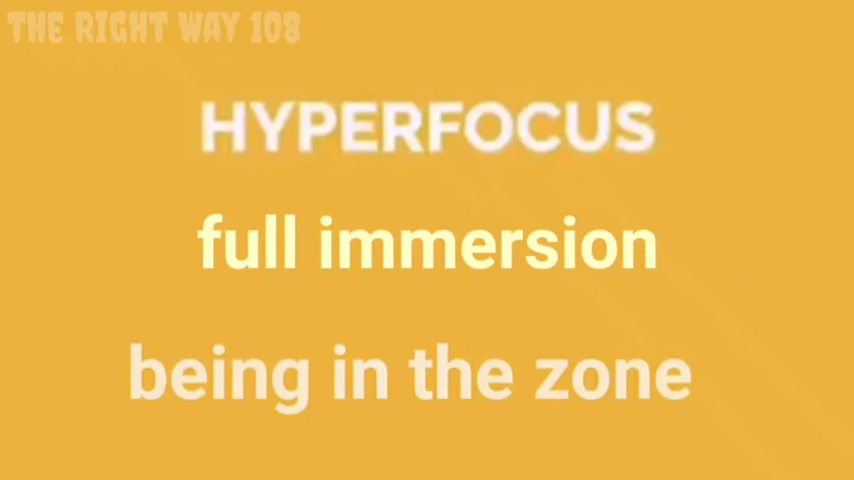 THE RIGHT WAY 108
HYPERFOCUS
full immersion
being in the zone